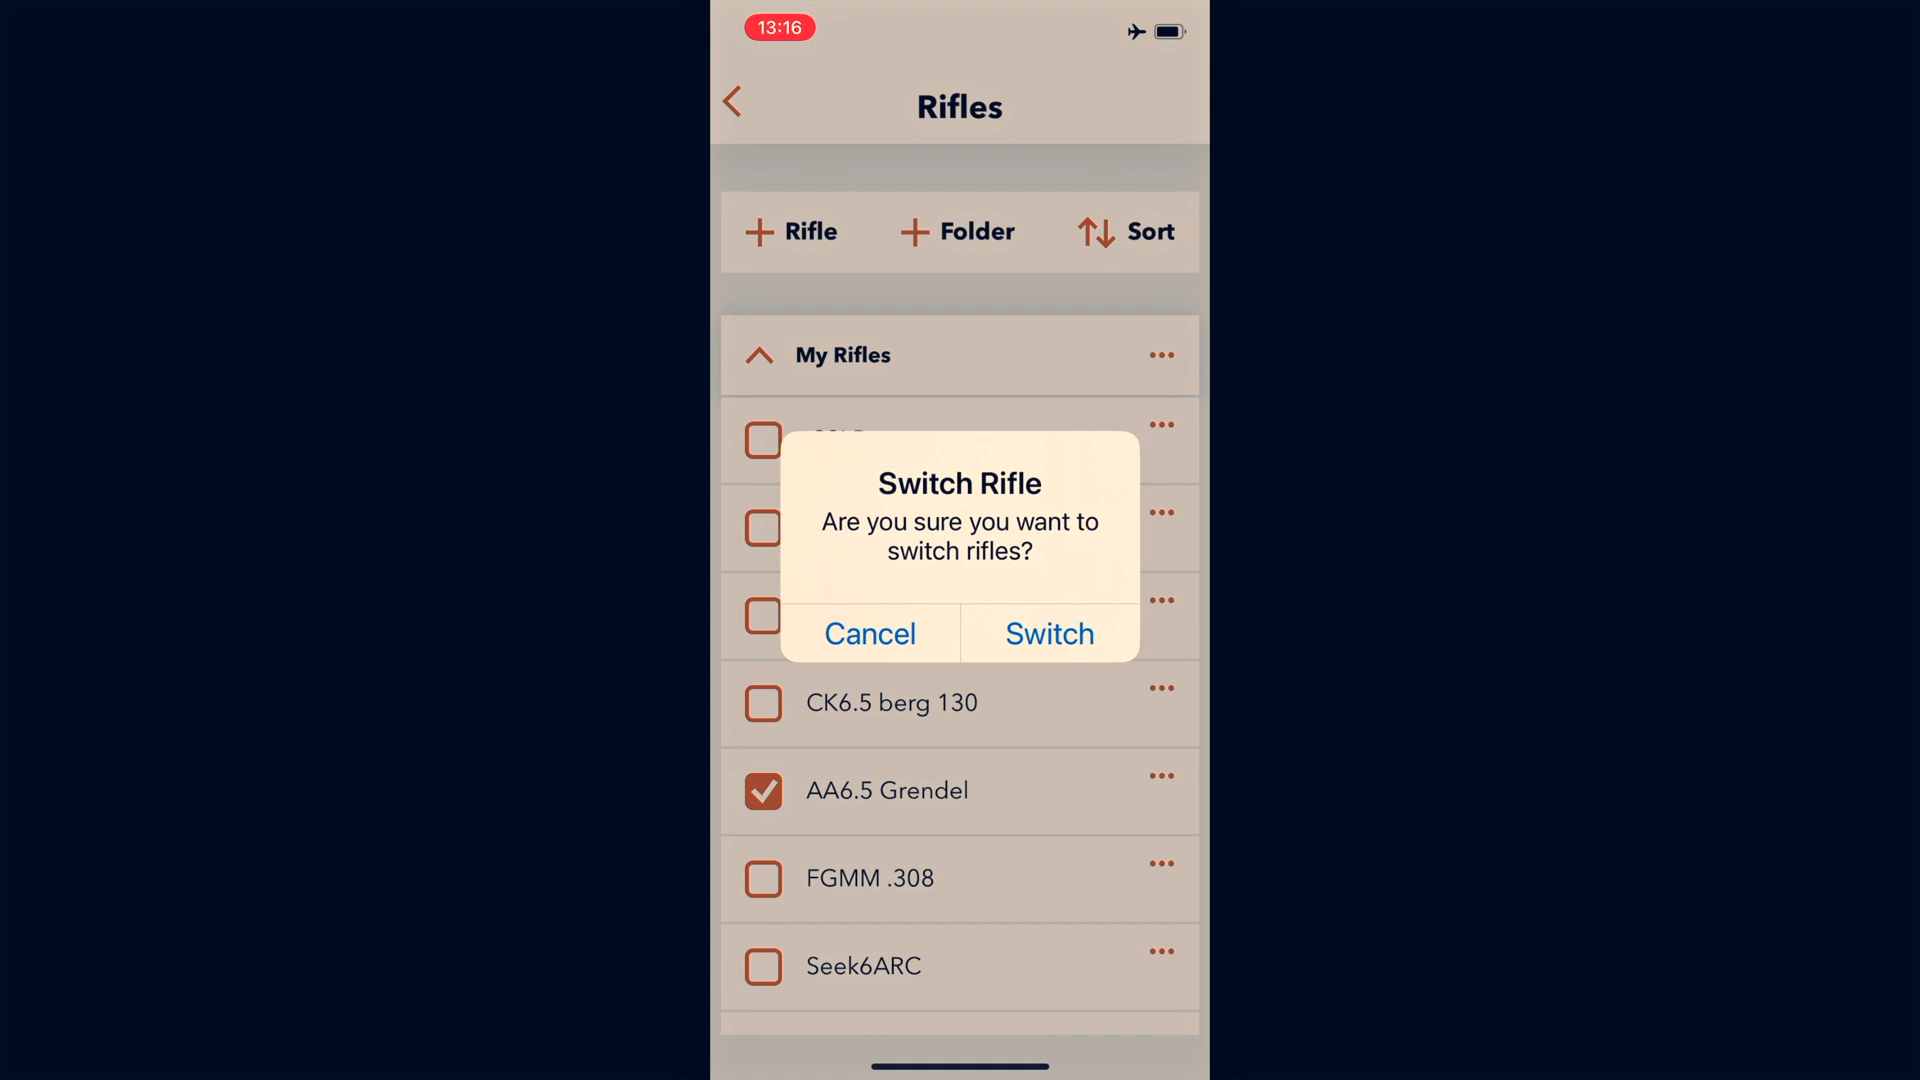 13:16
Rifles
Rifle
Folder
Sort
My Rifles
Switch Rifle
Are you sure you want to
switch rifles?
Cancel
Switch
CK6.5 berg 130
AA6.5 Grendel
FGMM .308
Seek6ARC